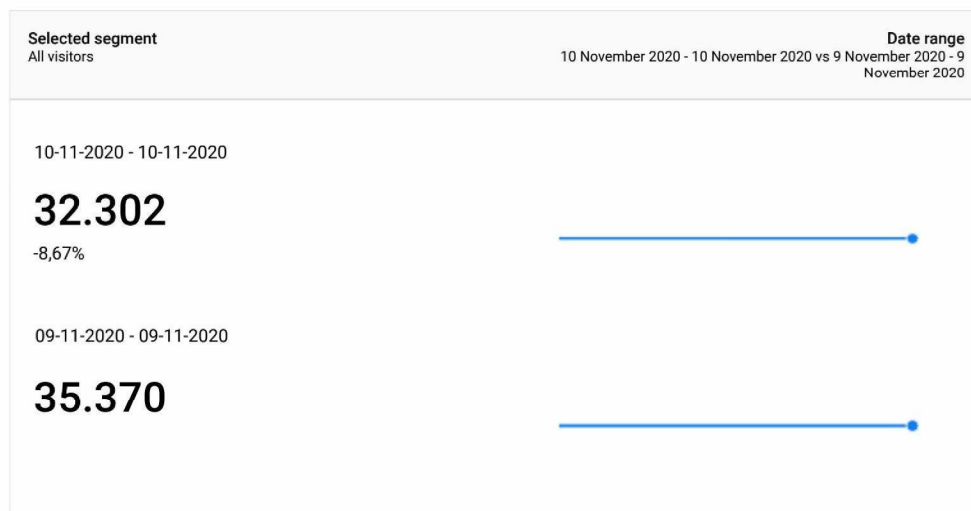 Selected segment
All visitors
Date range
10 November 2020 - 10 November 2020 vs 9 November 2020 - 9
November 2020
10-11-2020 - 10-11-2020
32.302
-8,67%
09-11-2020 - 09-11-2020
35.370